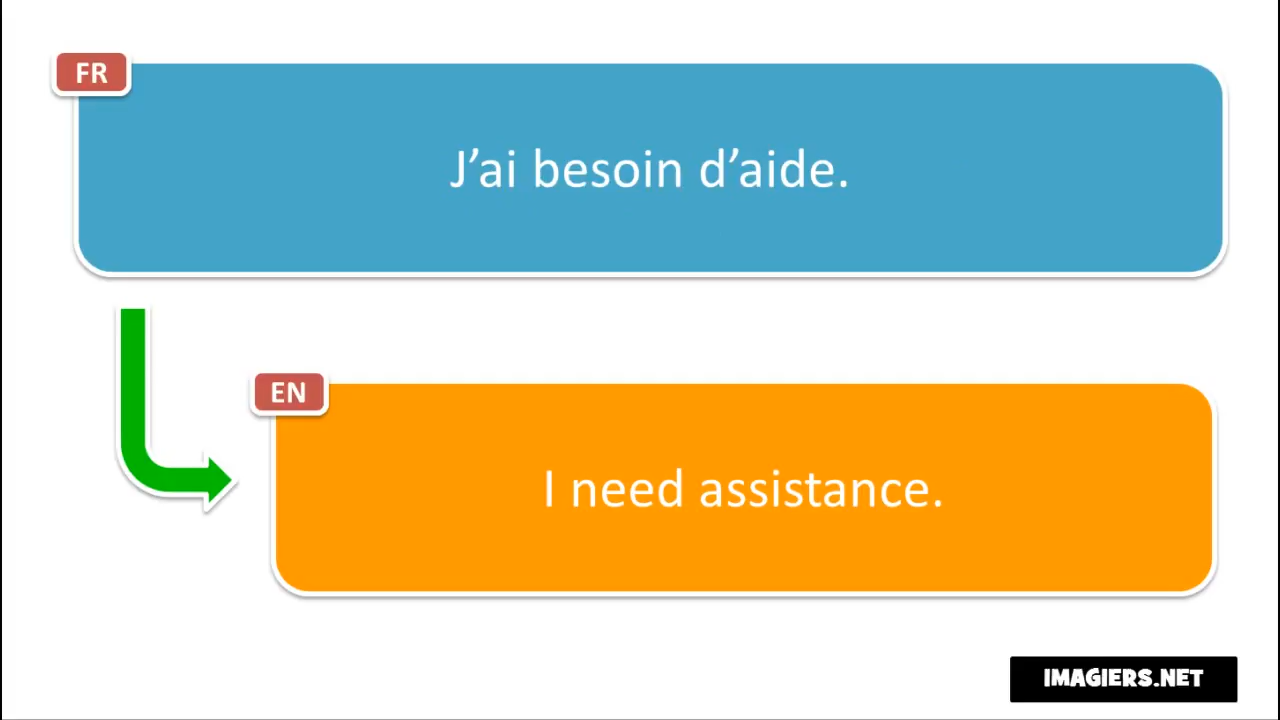 FR
J’ai besoin d’aide.
EN
I need assistance.
IMAGIERS.NET